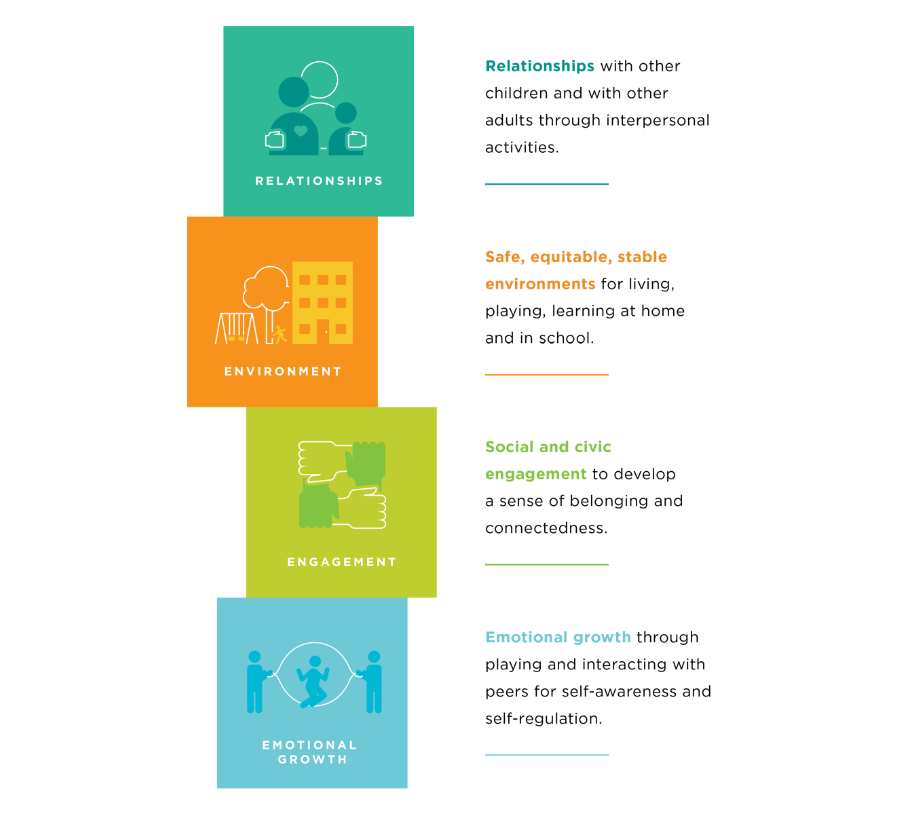 RELATIONSHIPS
Relationships with other
children and with other
adults through interpersonal
activities.
ENVIRONMENT
Safe, equitable, stable
environments for living,
playing, learning at home
and in school.
ENGAGEMENT
Social and civic
engagement to develop
a sense of belonging and
connectedness.
EMOTIONAL
GROWTH
Emotional growth through
playing and interacting with
peers for self-awareness and
self-regulation.